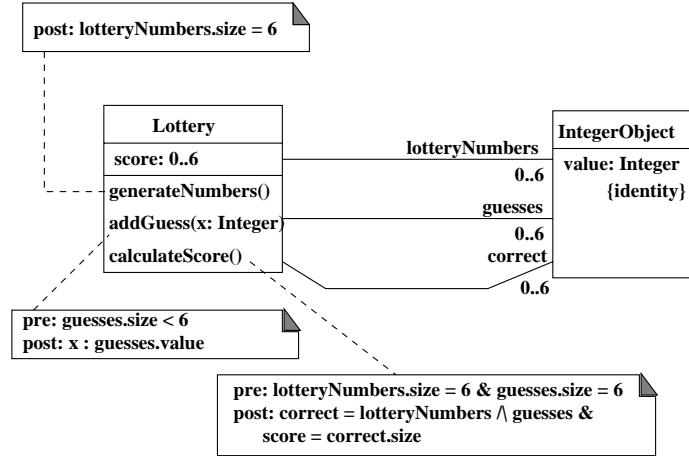 post: lotteryNumbers.size = 6
Lottery
score: 0..6
generateNumbers()
addGuess(x: Integer)
calculateScore()
lotteryNumbers
0..6
guesses
0..6
correct
0..6
IntegerObject
value: Integer
{identity}
pre: guesses.size < 6
post: x : guesses.value
pre: lotteryNumbers.size = 6 & guesses.size = 6
post: correct = lotteryNumbers /\ guesses &
score = correct.size